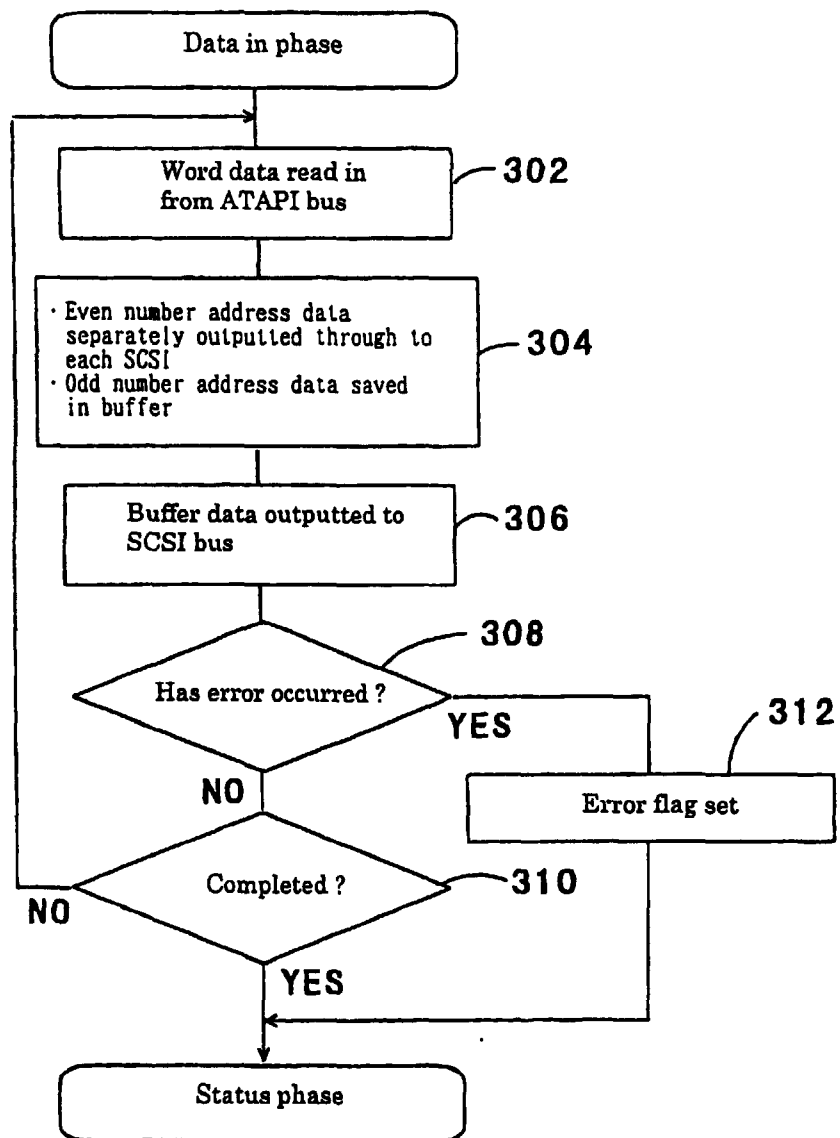 Data in phase
Word data read in
from ATAPI bus
302
· Even number address data
separately outputted through to
each SCSI
· Odd number address data saved
in buffer
304
Buffer data outputted to
SCSI bus
306
308
Has error occurred ?
YES
312
NO
Error flag set
Completed ?
310
NO
YES
Status phase